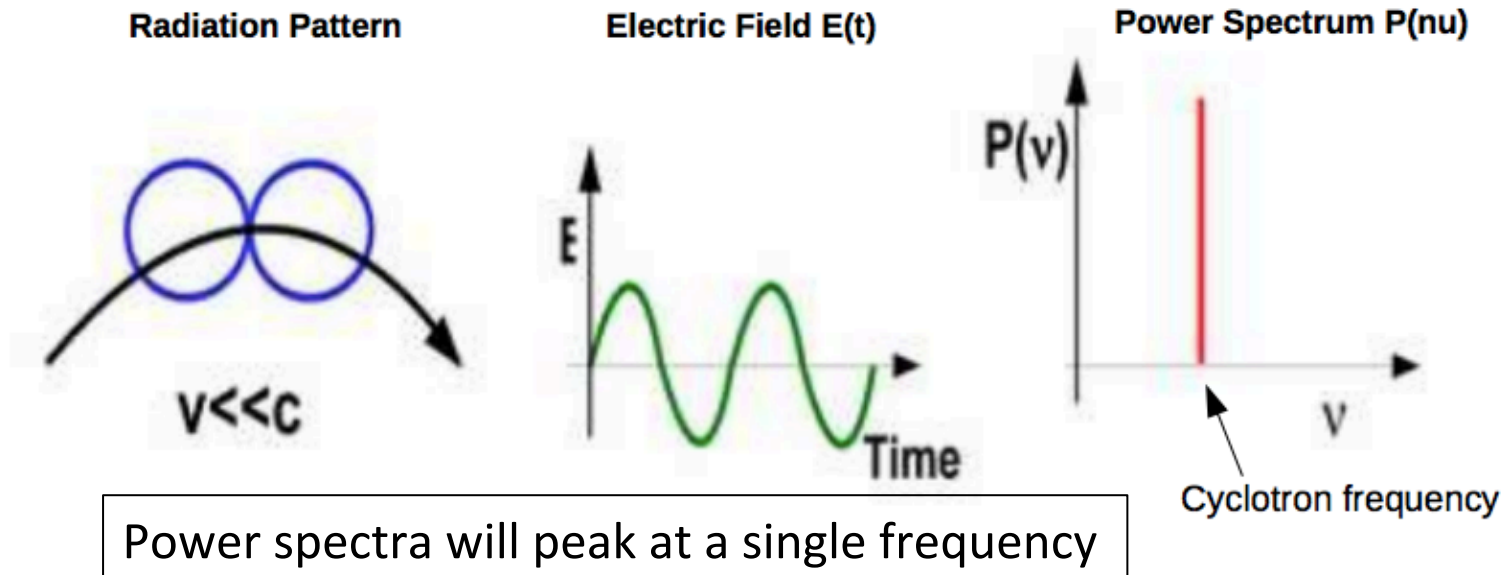 Radiation Pattern
Electric Field E(t)
Power Spectrum P(nu)
P(ν)
E
v<<c
Time
ν
Cyclotron frequency
Power spectra will peak at a single frequency